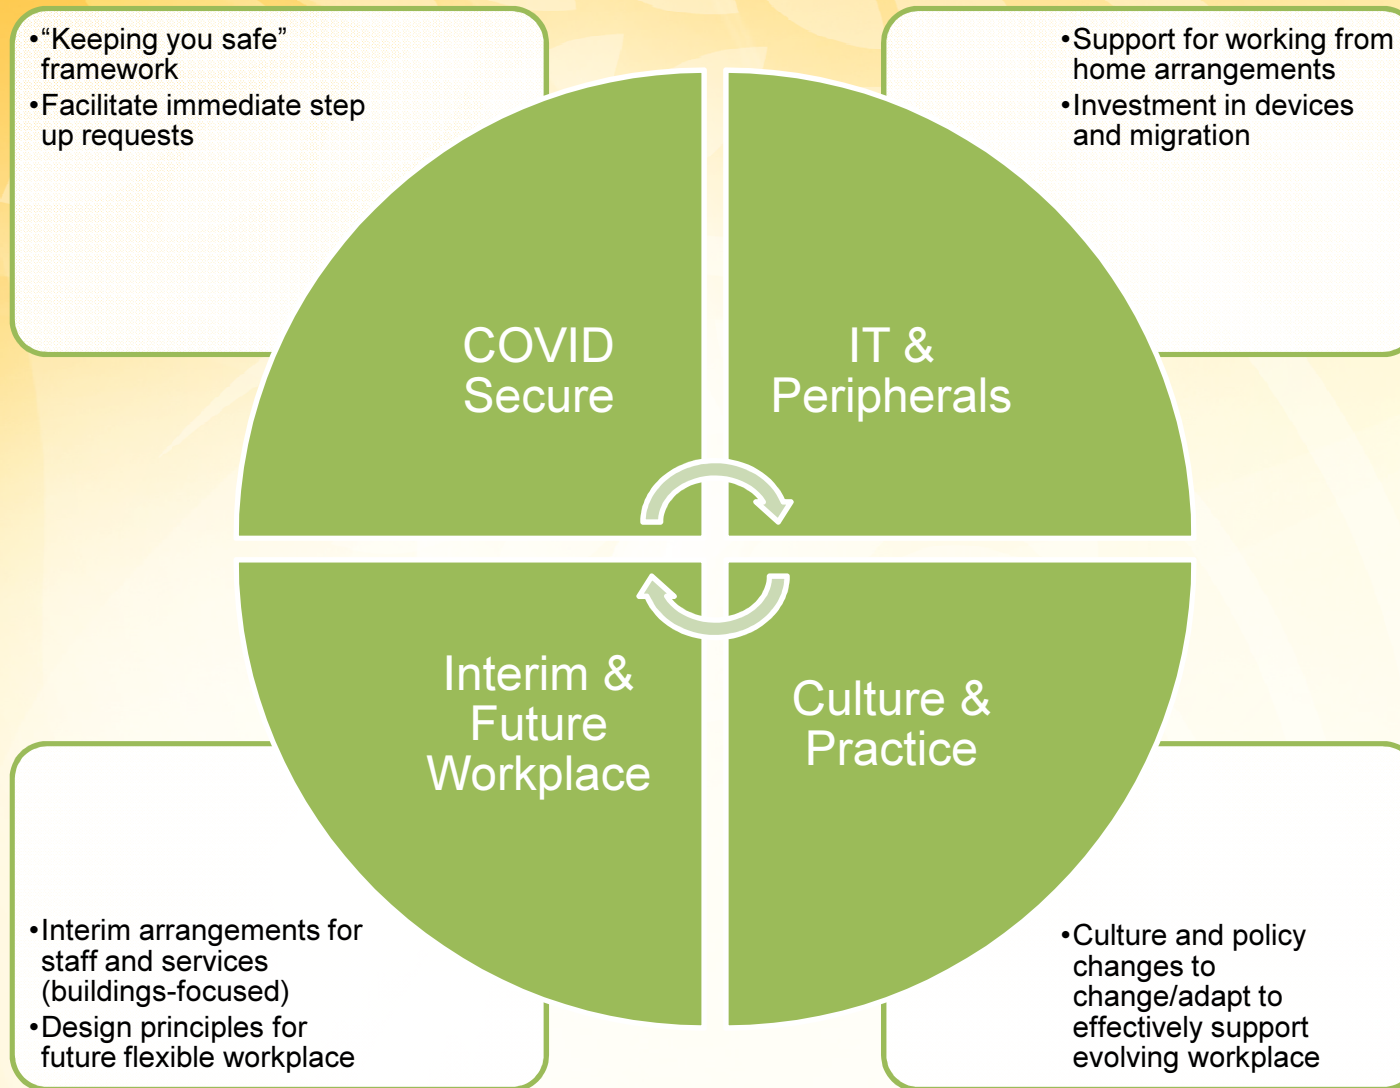 •“Keeping you safe”
framework
•Facilitate immediate step
up requests
•Support for working from
home arrangements
•Investment in devices
and migration
COVID
Secure
IT &
Peripherals
Interim &
Future
Workplace
Culture &
Practice
•Interim arrangements for
staff and services
(buildings-focused)
•Design principles for
future flexible workplace
•Culture and policy
changes to
change/adapt to
effectively support
evolving workplace